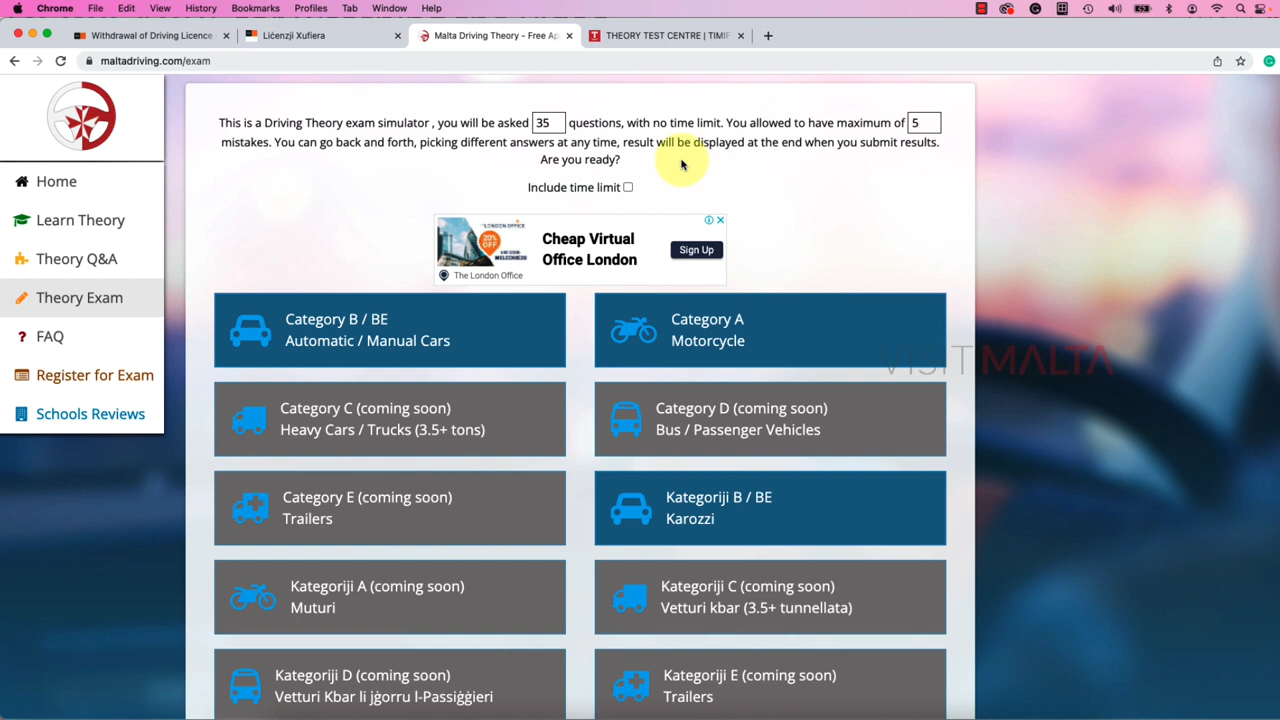 Chrome File Edit View History Bookmarks Profiles Tab Window Help
Withdrawal of Driving Licence
Liċenzji Xufiera
Malta Driving Theory - Free Ap
THEORY TEST CENTRE | TIMIF
maltadriving.com/exam
Home
Learn Theory
Theory Q&A
Theory Exam
FAQ
Register for Exam
Schools Reviews
This is a Driving Theory exam simulator , you will be asked 35 questions, with no time limit. You allowed to have maximum of 5
mistakes. You can go back and forth, picking different answers at any time, result will be displayed at the end when you submit results.
Are you ready?
Include time limit
LONDON OFFICE
20%
OFF
Cheap Virtual
Office London
Sign Up
The London Office
Category B / BE
Automatic / Manual Cars
Category A
Motorcycle
VISIT MALTA
Category C (coming soon)
Heavy Cars / Trucks (3.5+ tons)
Category D (coming soon)
Bus / Passenger Vehicles
Category E (coming soon)
Trailers
Kategoriji B / BE
Karozzi
Kategoriji A (coming soon)
Muturi
Kategoriji C (coming soon)
Vetturi kbar (3.5+ tunnellata)
Kategoriji D (coming soon)
Vetturi Kbar li jġorru l-Passiġġieri
Kategoriji E (coming soon)
Trailers